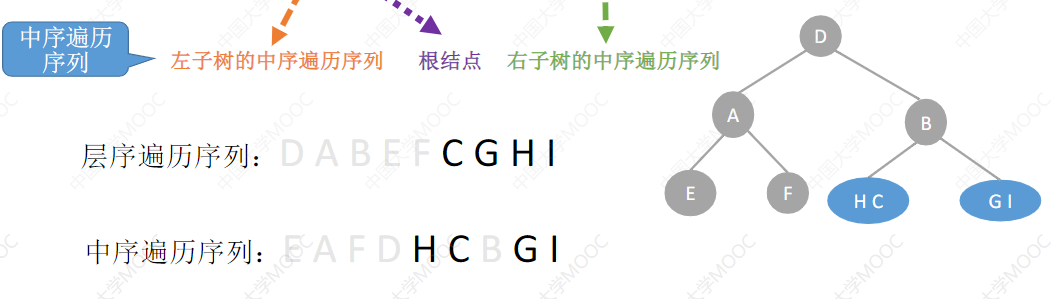 中序遍历
序列
左子树的中序遍历序列 根结点 右子树的中序遍历序列
层序遍历序列：D A B E F C G H I
中序遍历序列：E A F D H C B G I
D
A B
E F H C G I
中国大学MOOC